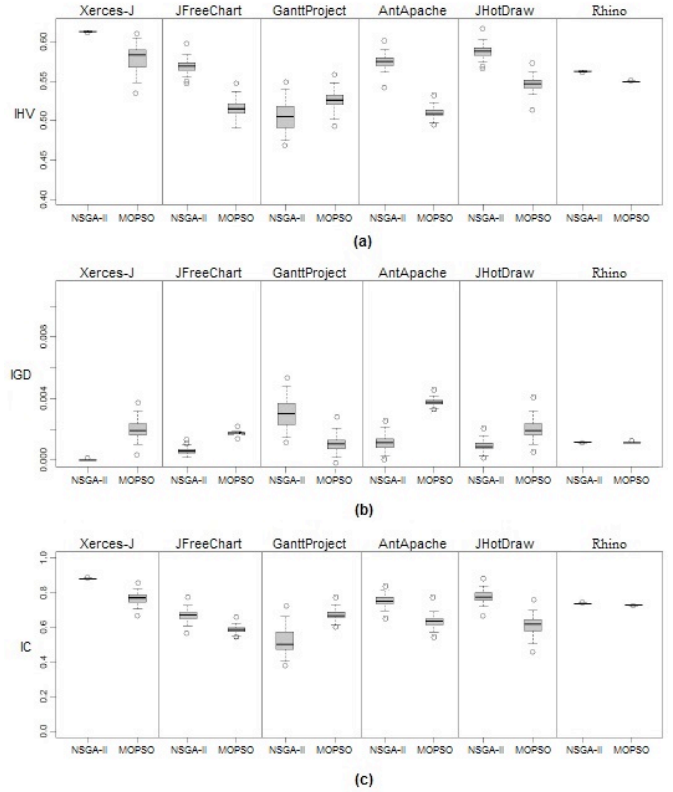 Xerces-J JFreeChart GanttProject AntApache JHotDraw Rhino
0.60
0.55
IHV
0.50
0.45
0.40
NSGA-II MOPSO NSGA-II MOPSO NSGA-II MOPSO NSGA-II MOPSO NSGA-II MOPSO NSGA-II MOPSO
(a)
Xerces-J JFreeChart GanttProject AntApache JHotDraw Rhino
0.008
IGD
0.004
0.000
NSGA-II MOPSO NSGA-II MOPSO NSGA-II MOPSO NSGA-II MOPSO NSGA-II MOPSO NSGA-II MOPSO
(b)
Xerces-J JFreeChart GanttProject AntApache JHotDraw Rhino
1.0
0.8
0.6
IC
0.4
0.2
0.0
NSGA-II MOPSO NSGA-II MOPSO NSGA-II MOPSO NSGA-II MOPSO NSGA-II MOPSO NSGA-II MOPSO
(c)